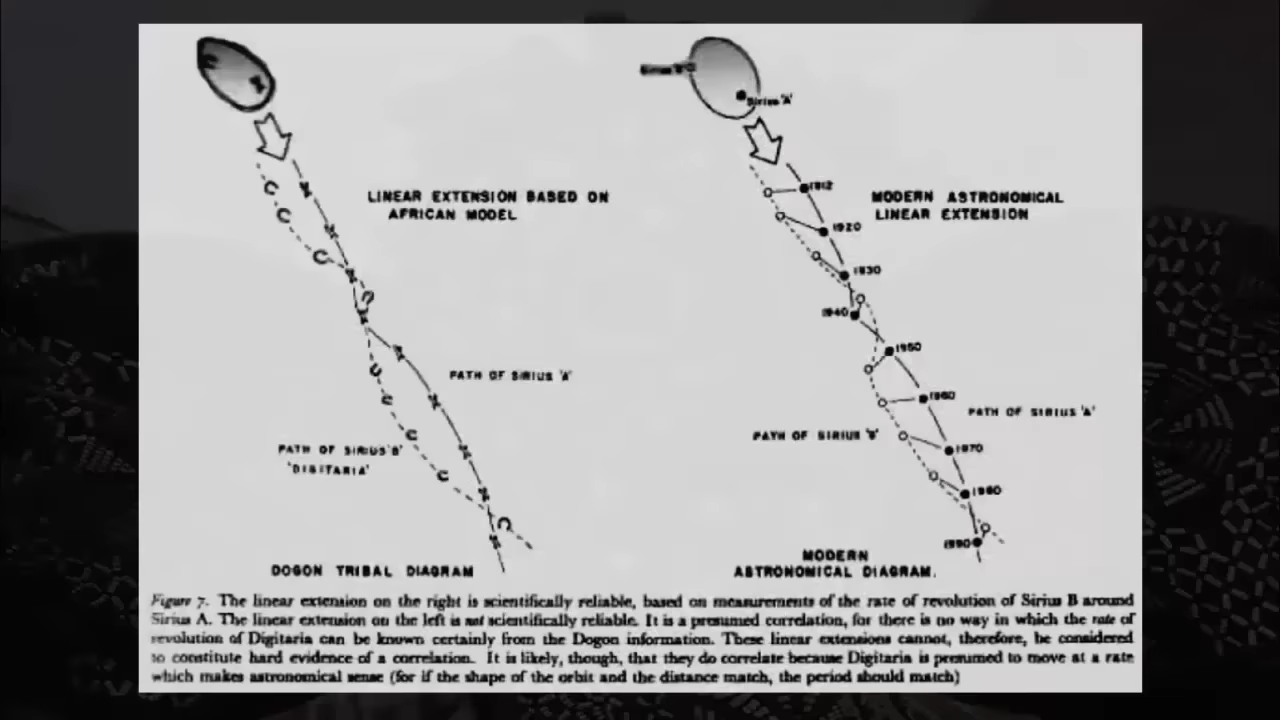 Sirius 'B'
Sirius 'A'
1912
LINEAR EXTENSION BASED ON
AFRICAN MODEL
MODERN ASTRONOMICAL
LINEAR EXTENSION
1920
1930
1940
1950
PATH OF SIRIUS 'A'
1960
PATH OF SIRIUS 'A'
PATH OF SIRIUS 'B'
PATH OF SIRIUS 'B'
'DIGITARIA'
1970
1980
1990
DOGON TRIBAL DIAGRAM
MODERN
ASTRONOMICAL DIAGRAM.
Figure 7. The linear extension on the right is scientifically reliable, based on measurements of the rate of revolution of Sirius B around
Sirius A. The linear extension on the left is not scientifically reliable. It is a presumed correlation, for there is no way in which the rate of
revolution of Digitaria can be known certainly from the Dogon information. These linear extensions cannot, therefore, be considered
to constitute hard evidence of a correlation. It is likely, though, that they do correlate because Digitaria is presumed to move at a rate
which makes astronomical sense (for if the shape of the orbit and the distance match, the period should match)